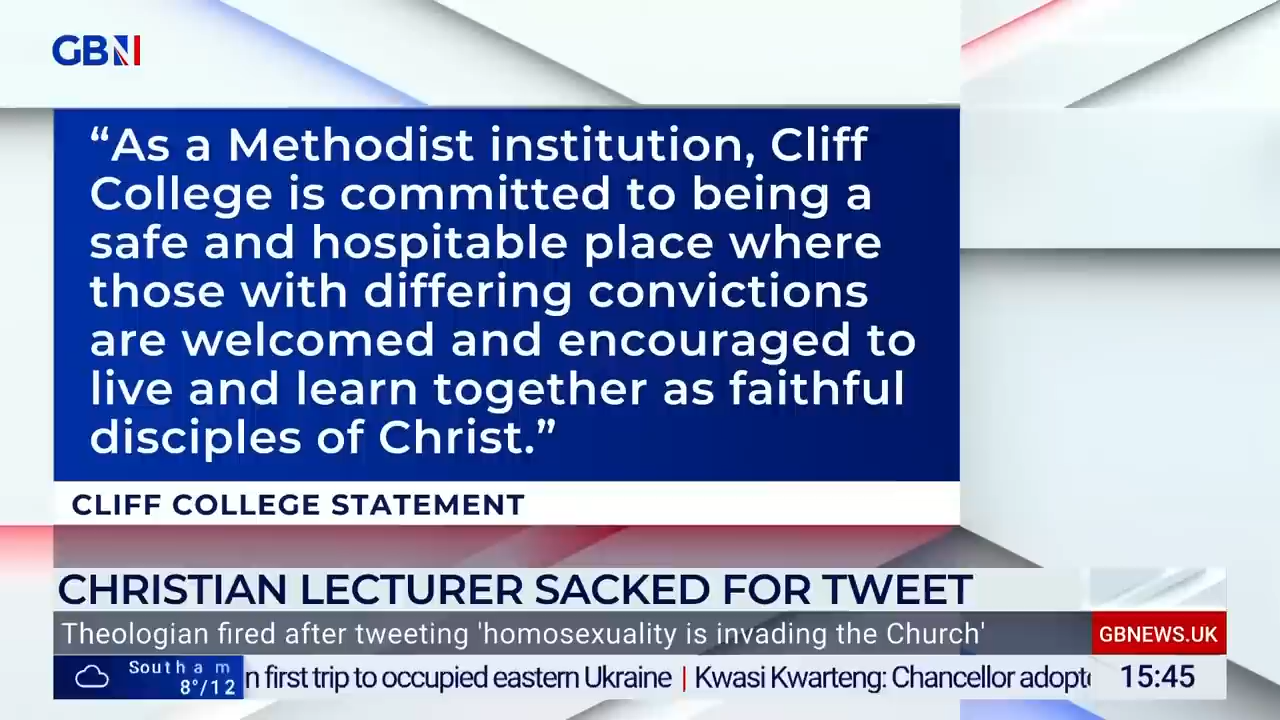 GBN
“As a Methodist institution, Cliff
College is committed to being a
safe and hospitable place where
those with differing convictions
are welcomed and encouraged to
live and learn together as faithful
disciples of Christ.”
CLIFF COLLEGE STATEMENT
CHRISTIAN LECTURER SACKED FOR TWEET
Theologian fired after tweeting 'homosexuality is invading the Church'
GBNEWS.UK
Southam
8°/12
n first trip to occupied eastern Ukraine | Kwasi Kwarteng: Chancellor adopt
15:45